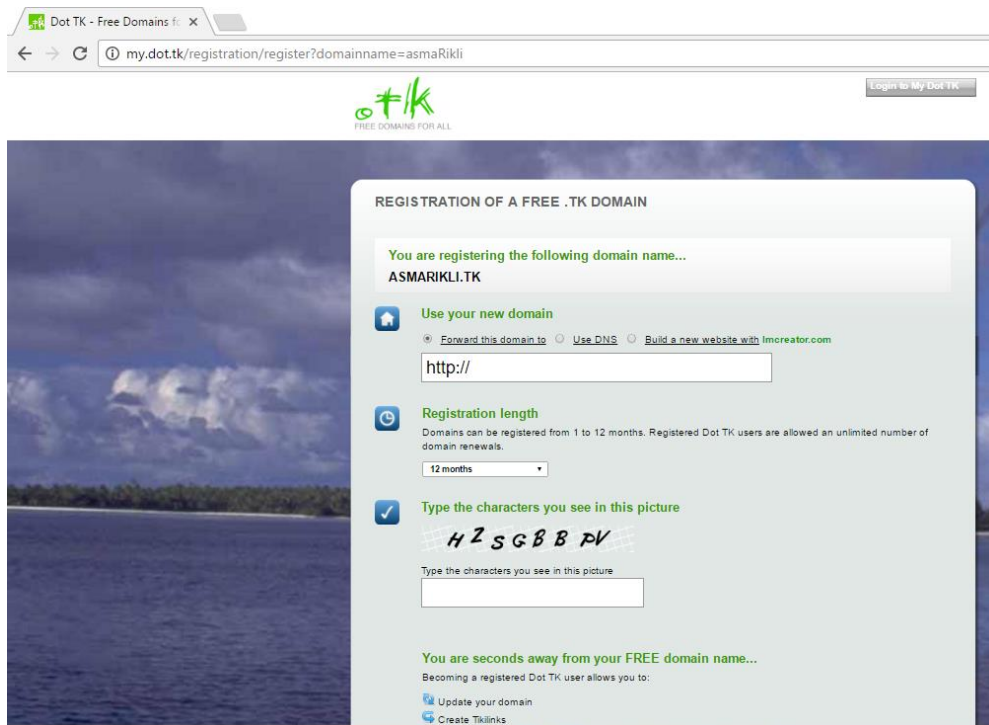 Dot TK - Free Domains fo
my.dot.tk/registration/register?domainname=asmaRikli
Login to My Dot TK
.tk
FREE DOMAINS FOR ALL
REGISTRATION OF A FREE .TK DOMAIN
You are registering the following domain name...
ASMARIKLI.TK
Use your new domain
Forward this domain to Use DNS Build a new website with Imcreator.com
http://
Registration length
Domains can be registered from 1 to 12 months. Registered Dot TK users are allowed an unlimited number of
domain renewals.
12 months
Type the characters you see in this picture
H Z S G B B P V
Type the characters you see in this picture
You are seconds away from your FREE domain name...
Becoming a registered Dot TK user allows you to:
Update your domain
Create Tikilinks